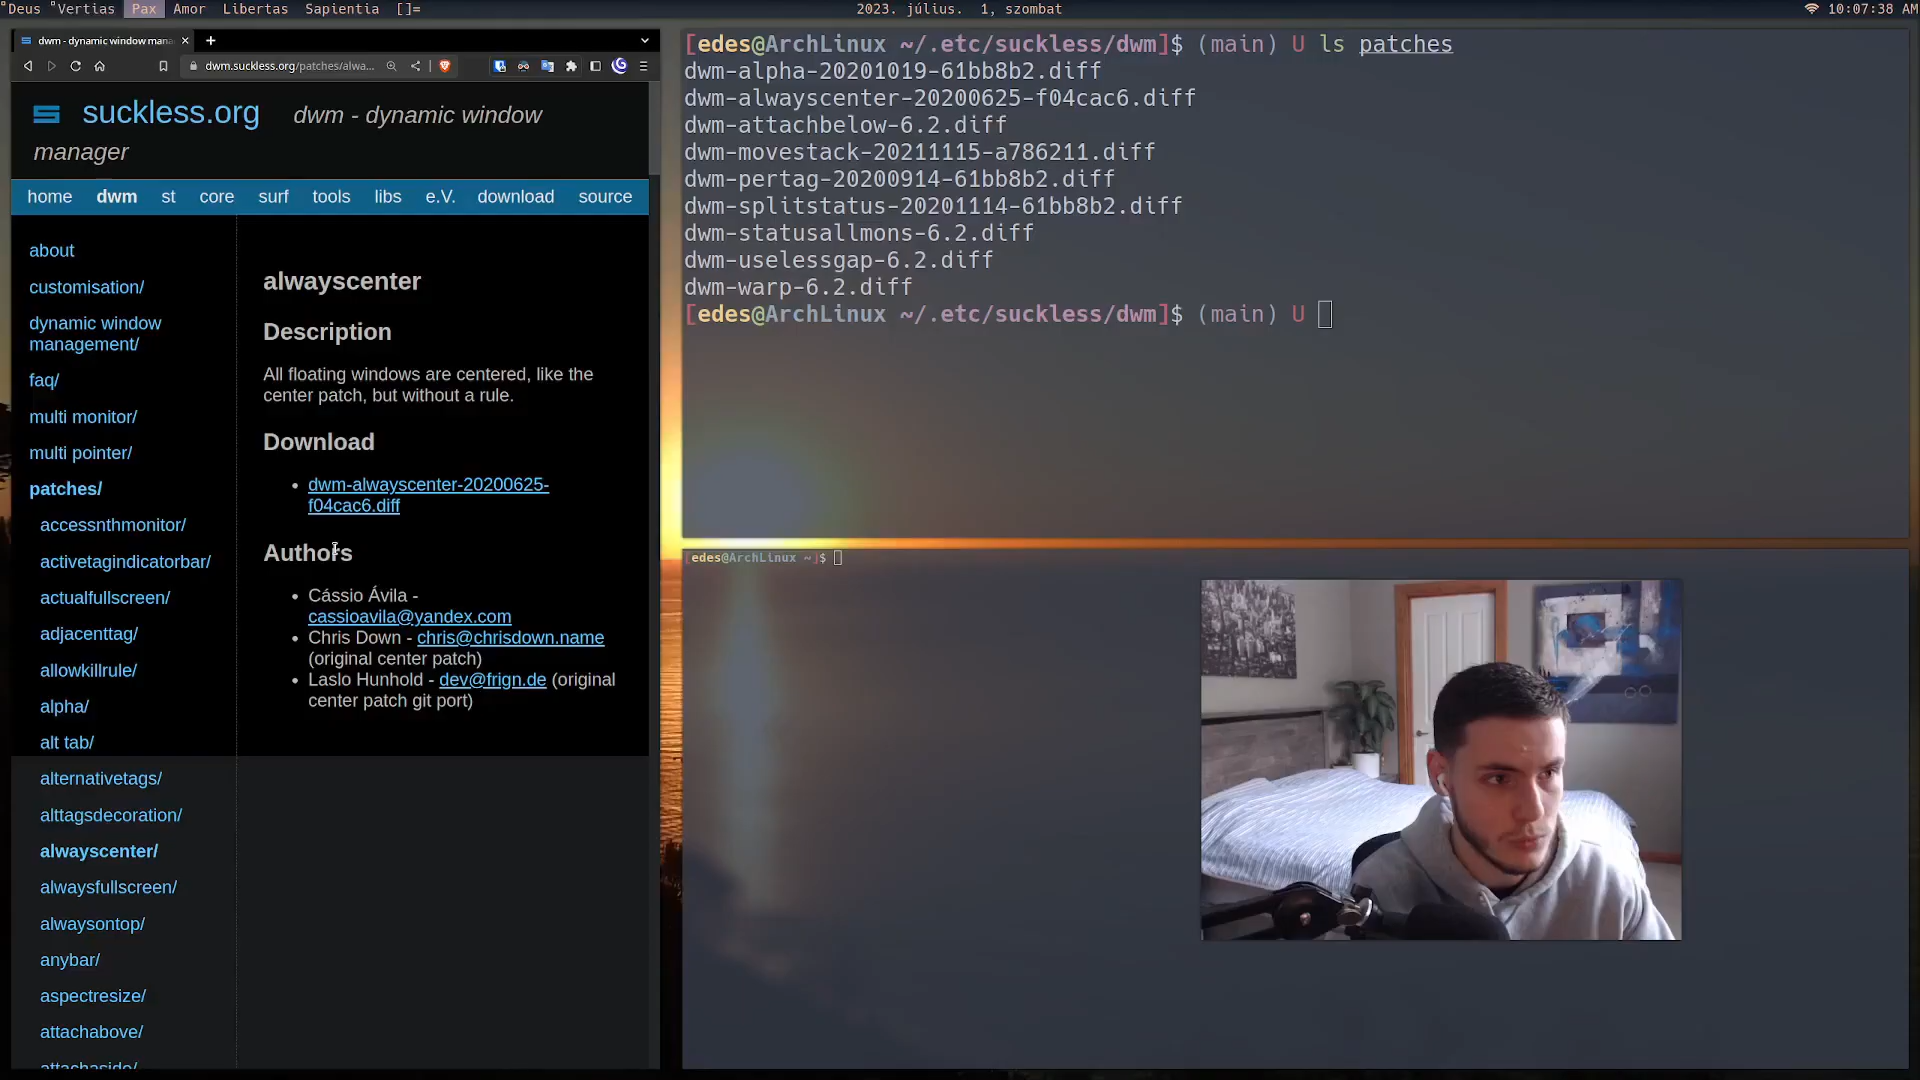 Deus Vertias Pax Amor Libertas Sapientia []=
2023. július. 1, szombat
10:07:38 AM
dwm - dynamic window mana
dwm.suckless.org/patches/alwa...
suckless.org dwm - dynamic window
manager
home dwm st core surf tools libs e.V. download source
about
customisation/
dynamic window
management/
faq/
multi monitor/
multi pointer/
patches/
accessnthmonitor/
activetagindicatorbar/
actualfullscreen/
adjacenttag/
allowkillrule/
alpha/
alt tab/
alternativetags/
alttagsdecoration/
alwayscenter/
alwaysfullscreen/
alwaysontop/
anybar/
aspectresize/
attachabove/
attachaside/
alwayscenter
Description
All floating windows are centered, like the
center patch, but without a rule.
Download
dwm-alwayscenter-20200625-
f04cac6.diff
Authors
Cássio Ávila -
cassioavila@yandex.com
Chris Down - chris@chrisdown.name
(original center patch)
Laslo Hunhold - dev@frign.de (original
center patch git port)
[edes@ArchLinux ~/.etc/suckless/dwm]$ (main) U ls patches
dwm-alpha-20201019-61bb8b2.diff
dwm-alwayscenter-20200625-f04cac6.diff
dwm-attachbelow-6.2.diff
dwm-movestack-20211115-a786211.diff
dwm-pertag-20200914-61bb8b2.diff
dwm-splitstatus-20201114-61bb8b2.diff
dwm-statusallmons-6.2.diff
dwm-uselessgap-6.2.diff
dwm-warp-6.2.diff
[edes@ArchLinux ~/.etc/suckless/dwm]$ (main) U
[edes@ArchLinux ~]$